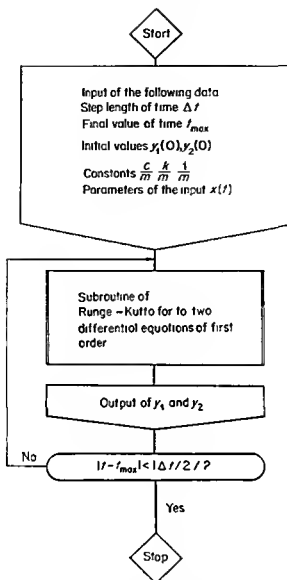 Start
Input of the following data
Step length of time Δt
Final value of time t_max
Initial values y₁(0), y₂(0)
Constants c/m k/m 1/m
Parameters of the input x(t)
Subroutine of
Runge – Kutto for to two
differential equations of first
order
Output of y₁ and y₂
No
|t-t_max|<|Δt/2/?
Yes
Stop